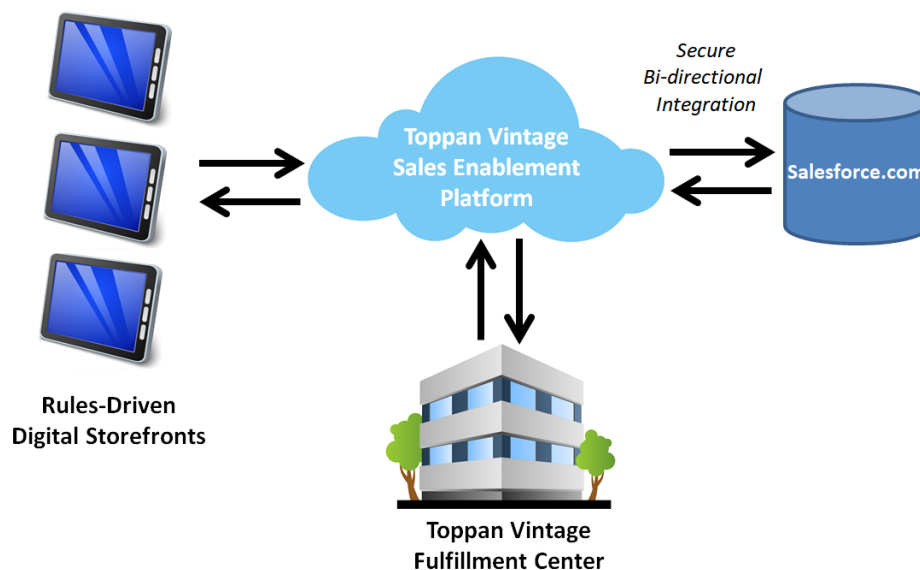 Secure
Bi-directional
Integration
Toppan Vintage
Sales Enablement
Platform
Salesforce.com
Rules-Driven
Digital Storefronts
Toppan Vintage
Fulfillment Center